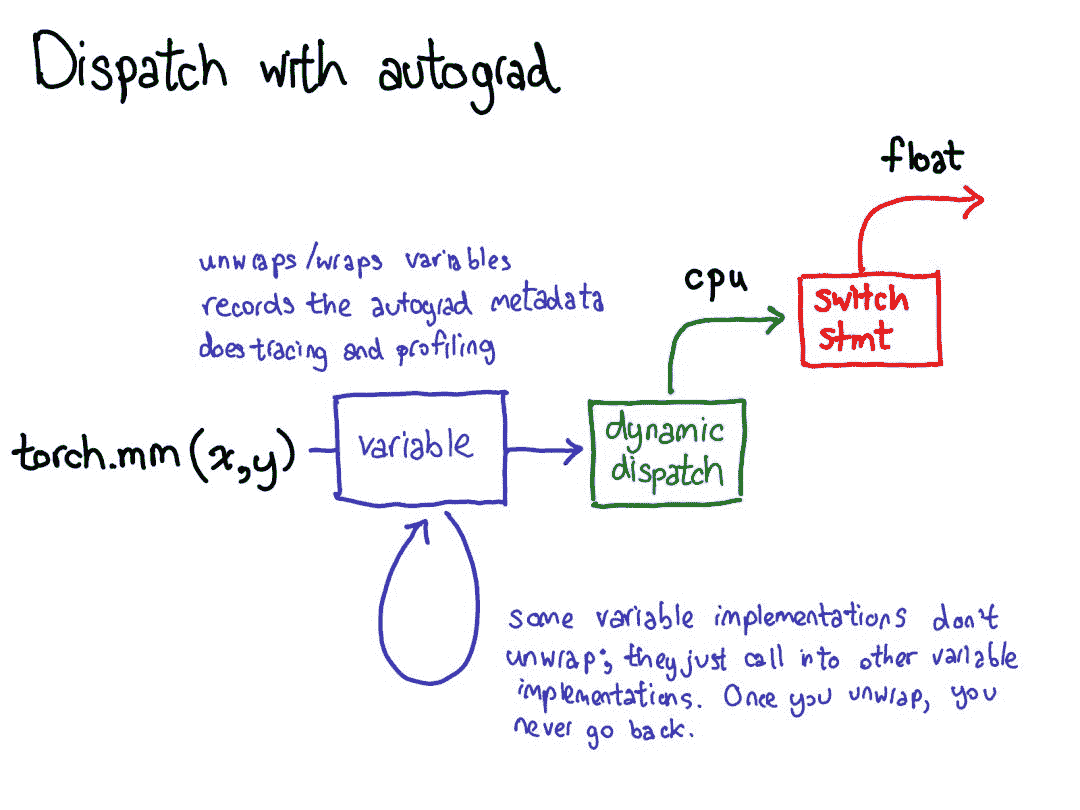 Dispatch with autograd
float
unwraps/wraps variables
records the autograd metadata
does tracing and profiling
cpu
switch
stmt
torch.mm(x,y)
variable
dynamic
dispatch
some variable implementations don't
unwrap; they just call into other variable
implementations. Once you unwrap, you
never go back.